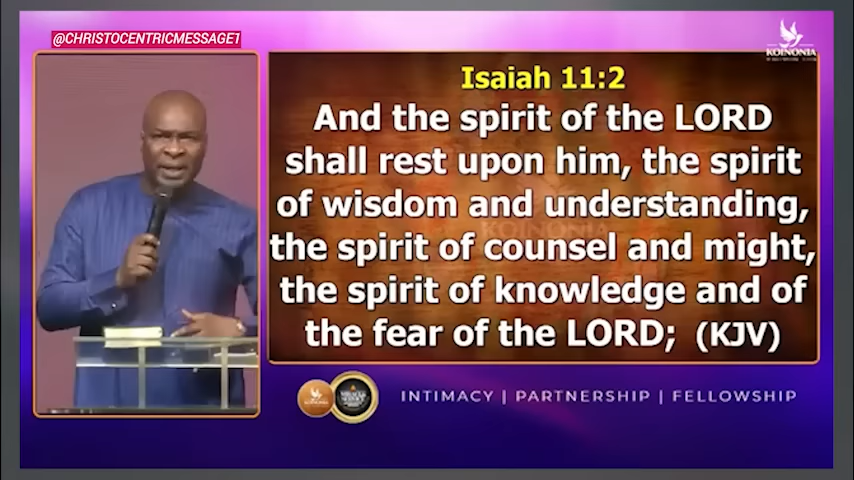 @CHRISTOCENTRICMESSAGE1
KOINONIA
Isaiah 11:2
And the spirit of the LORD
shall rest upon him, the spirit
of wisdom and understanding,
the spirit of counsel and might,
the spirit of knowledge and of
the fear of the LORD; (KJV)
INTIMACY | PARTNERSHIP | FELLOWSHIP